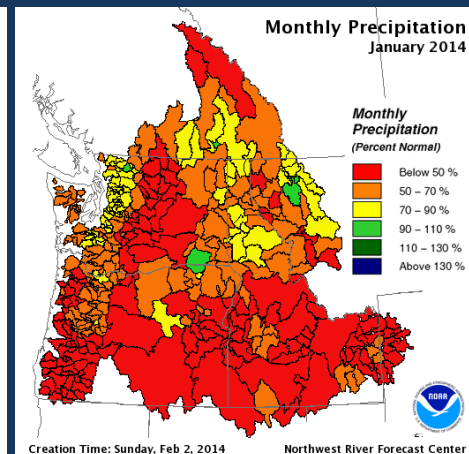 Monthly Precipitation
January 2014
Monthly
Precipitation
(Percent Normal)
Below 50 %
50 - 70 %
70 - 90 %
90 - 110 %
110 - 130 %
Above 130 %
NOAA
Creation Time: Sunday, Feb 2, 2014
Northwest River Forecast Center